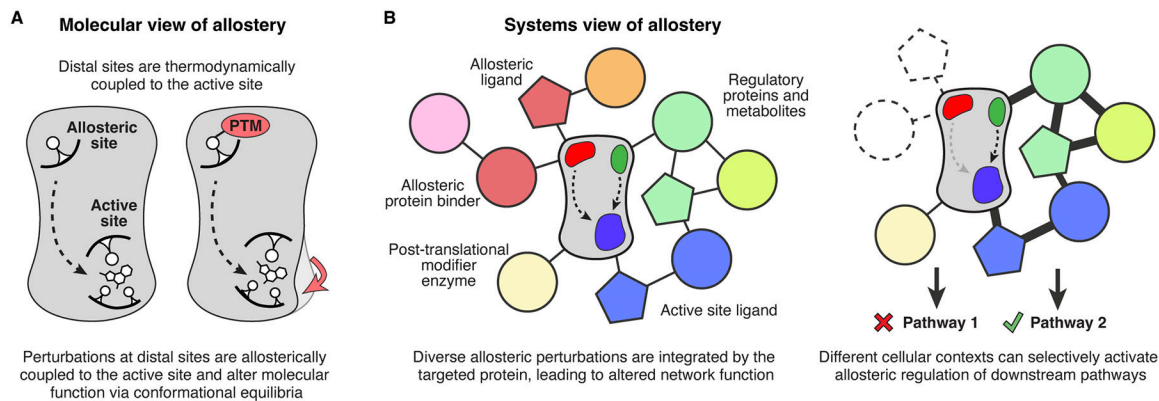 A
Molecular view of allostery
Distal sites are thermodynamically
coupled to the active site
Allosteric
site
Active
site
PTM
Perturbations at distal sites are allosterically
coupled to the active site and alter molecular
function via conformational equilibria
B
Systems view of allostery
Allosteric
ligand
Regulatory
proteins and
metabolites
Allosteric
protein binder
Post-translational
modifier
enzyme
Active site ligand
Diverse allosteric perturbations are integrated by the
targeted protein, leading to altered network function
Pathway 1
Pathway 2
Different cellular contexts can selectively activate
allosteric regulation of downstream pathways